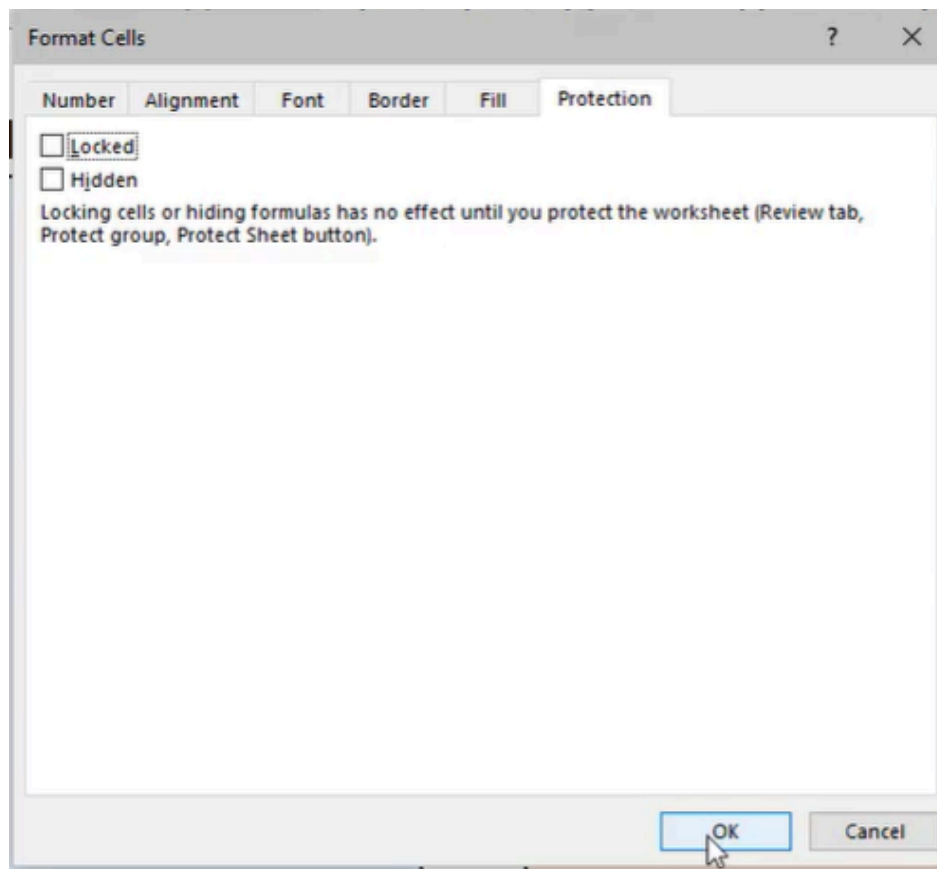 Format Cells ? ×
Number Alignment Font Border Fill Protection
Locked
Hidden
Locking cells or hiding formulas has no effect until you protect the worksheet (Review tab,
Protect group, Protect Sheet button).
OK Cancel